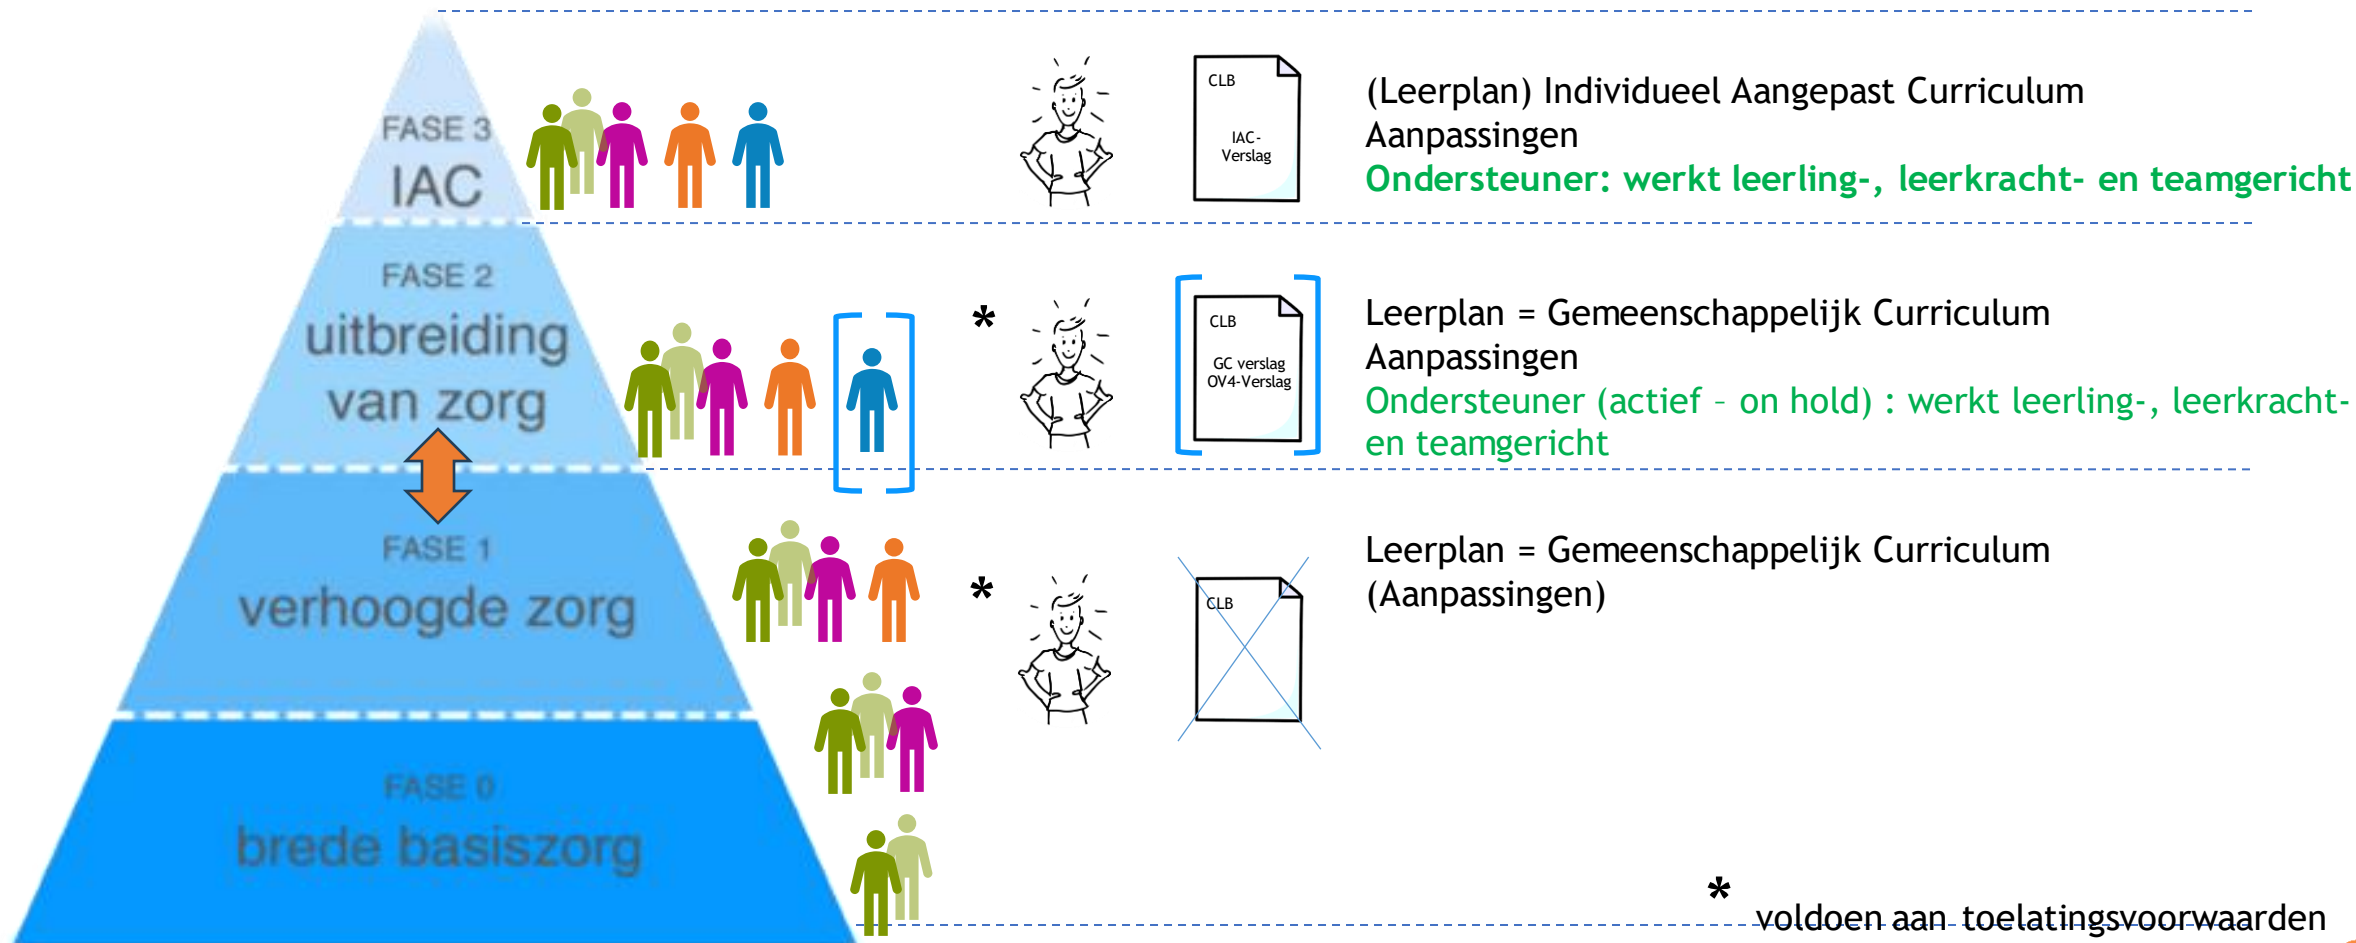 FASE 3
IAC
CLB
IAC-
Verslag
(Leerplan) Individueel Aangepast Curriculum
Aanpassingen
Ondersteuner: werkt leerling-, leerkracht- en teamgericht
FASE 2
uitbreiding
van zorg
*
CLB
GC verslag
OV4-Verslag
Leerplan = Gemeenschappelijk Curriculum
Aanpassingen
Ondersteuner (actief – on hold) : werkt leerling-, leerkracht-
en teamgericht
FASE 1
verhoogde zorg
*
CLB
Leerplan = Gemeenschappelijk Curriculum
(Aanpassingen)
FASE 0
brede basiszorg
* voldoen aan toelatingsvoorwaarden